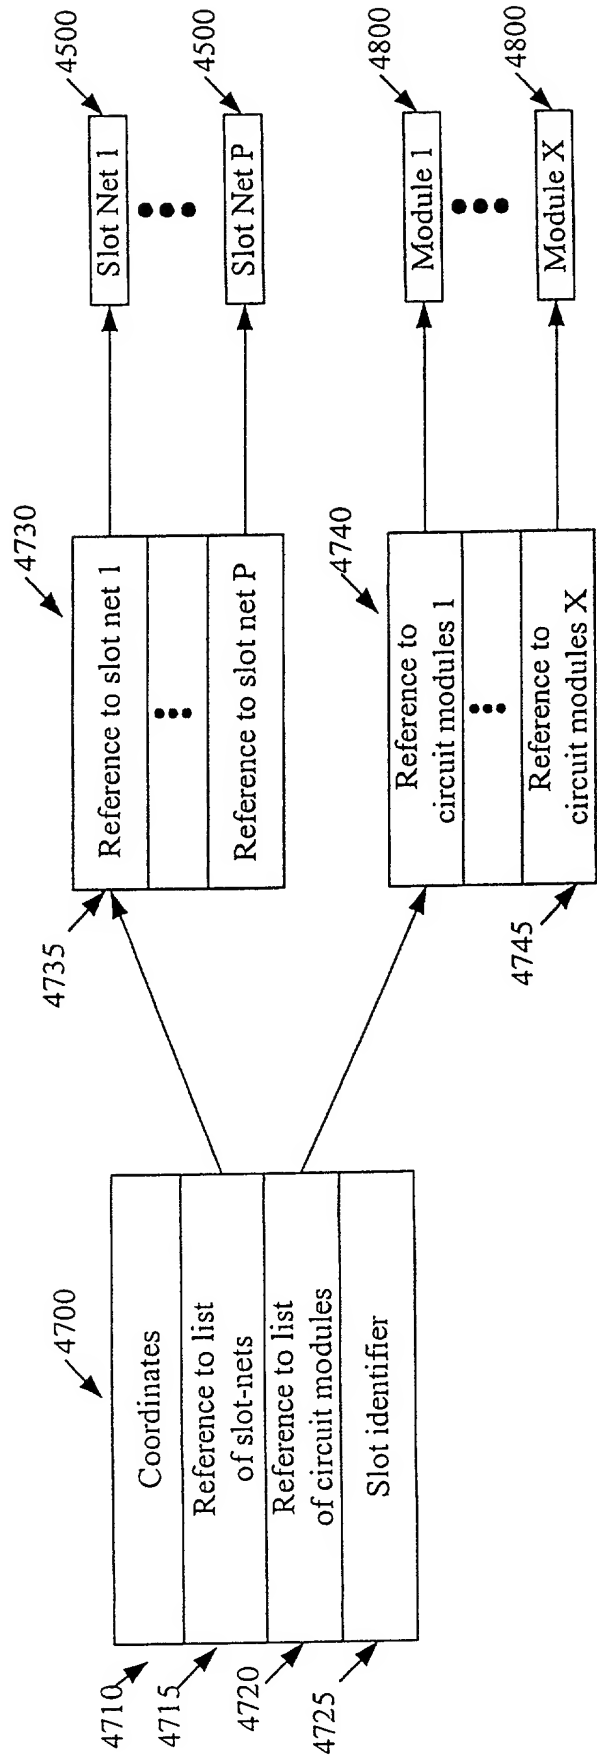 4700
4710
Coordinates
4715
Reference to list
of slot-nets
4720
Reference to list
of circuit modules
4725
Slot identifier
4730
4735
Reference to slot net 1
Reference to slot net P
4740
Reference to
circuit modules 1
Reference to
circuit modules X
4745
4500
Slot Net 1
4500
Slot Net P
4800
Module 1
4800
Module X